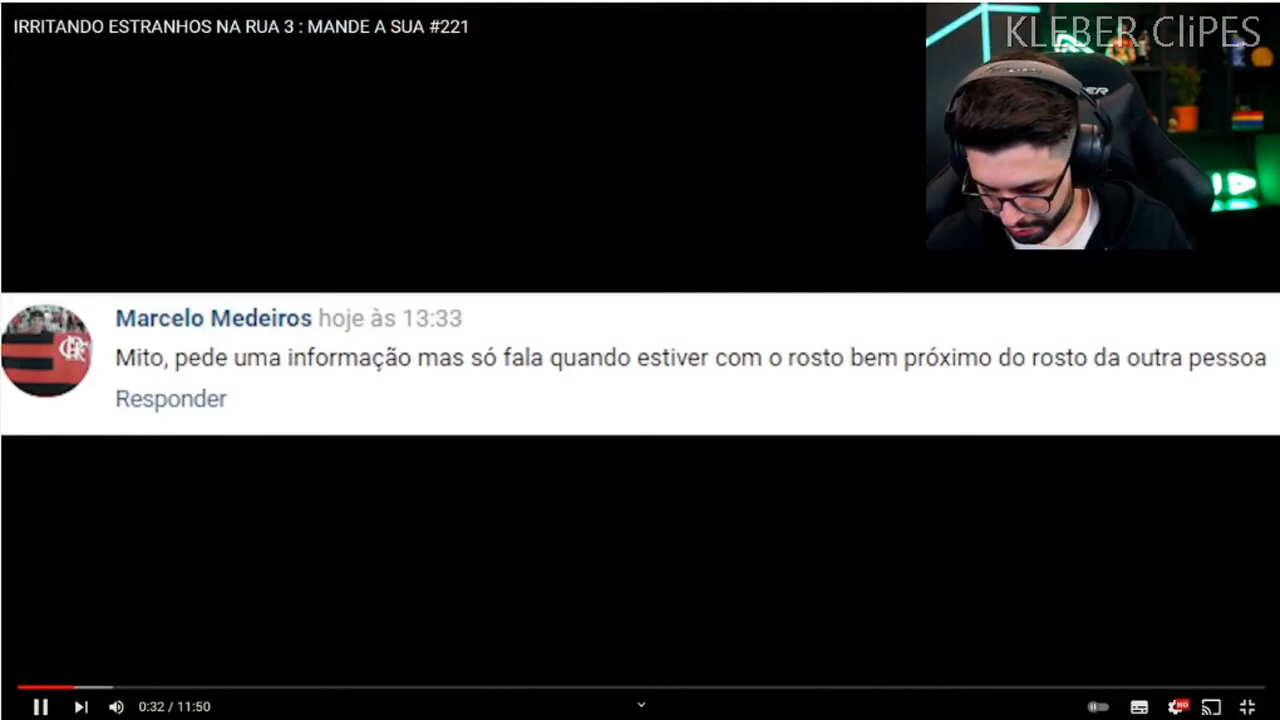 IRRITANDO ESTRANHOS NA RUA 3 : MANDE A SUA #221
KLEBER CLiPES
Marcelo Medeiros hoje às 13:33
Mito, pede uma informação mas só fala quando estiver com o rosto bem próximo do rosto da outra pessoa
Responder
0:32 / 11:50
HD